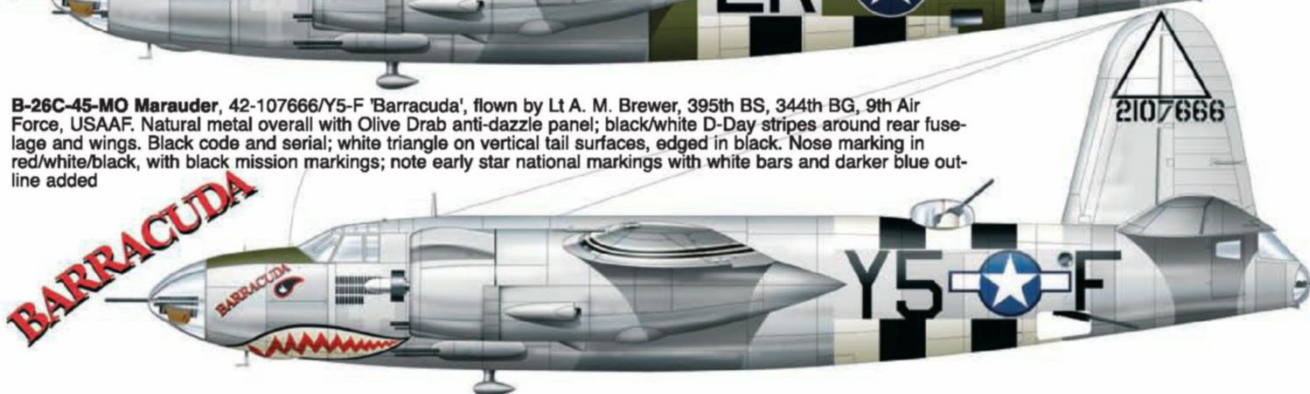 B-26C-45-MO Marauder, 42-107666/Y5-F 'Barracuda', flown by Lt A. M. Brewer, 395th BS, 344th BG, 9th Air
Force, USAAF. Natural metal overall with Olive Drab anti-dazzle panel; black/white D-Day stripes around rear fuse-
lage and wings. Black code and serial; white triangle on vertical tail surfaces, edged in black. Nose marking in
red/white/black, with black mission markings; note early star national markings with white bars and darker blue out-
line added
2107666
BARRACUDA
BARRACUDA
Y5 F